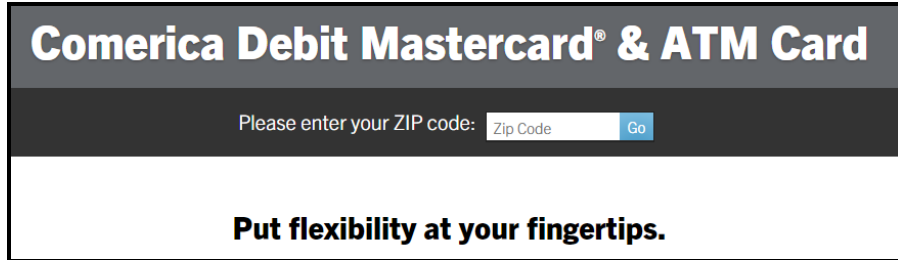 Comerica Debit Mastercard® & ATM Card
Please enter your ZIP code: Zip Code Go
Put flexibility at your fingertips.